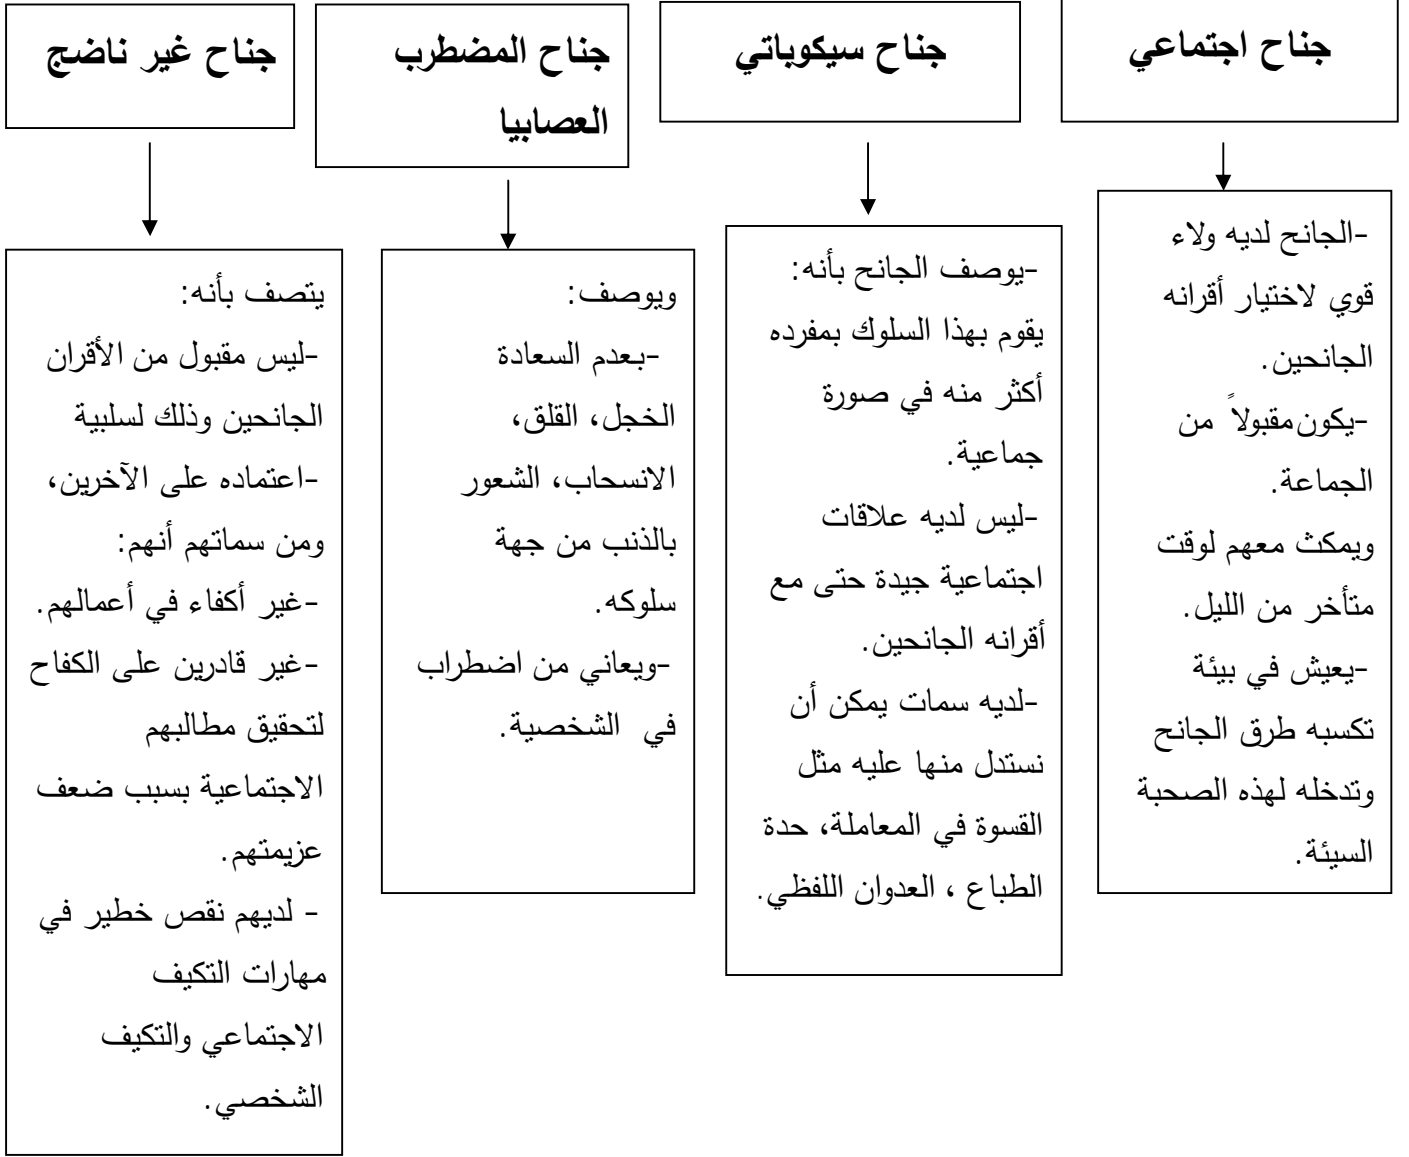 جناح اجتماعي
-الجانح لديه ولاء
قوي لاختيار أقرانه
الجانحين.
-يكون مقبولاً من
الجماعة.
ويمكث معهم لوقت
متأخر من الليل.
-يعيش في بيئة
تكسبه طرق الجانح
وتدخله لهذه الصحبة
السيئة.
جناح سيكوباتي
-يوصف الجانح بأنه:
يقوم بهذا السلوك بمفرده
أكثر منه في صورة
جماعية.
-ليس لديه علاقات
اجتماعية جيدة حتى مع
أقرانه الجانحين.
-لديه سمات يمكن أن
نستدل منها عليه مثل
القسوة في المعاملة، حدة
الطباع ، العدوان اللفظي.
جناح المضطرب
العصابيا
ويوصف:
-بعدم السعادة
الخجل، القلق،
الانسحاب، الشعور
بالذنب من جهة
سلوكه.
-ويعاني من اضطراب
في الشخصية.
جناح غير ناضج
يتصف بأنه:
-ليس مقبول من الأقران
الجانحين وذلك لسلبية
-اعتماده على الآخرين،
ومن سماتهم أنهم:
-غير أكفاء في أعمالهم.
-غير قادرين على الكفاح
لتحقيق مطالبهم
الاجتماعية بسبب ضعف
عزيمتهم.
- لديهم نقص خطير في
مهارات التكيف
الاجتماعي والتكيف
الشخصي.